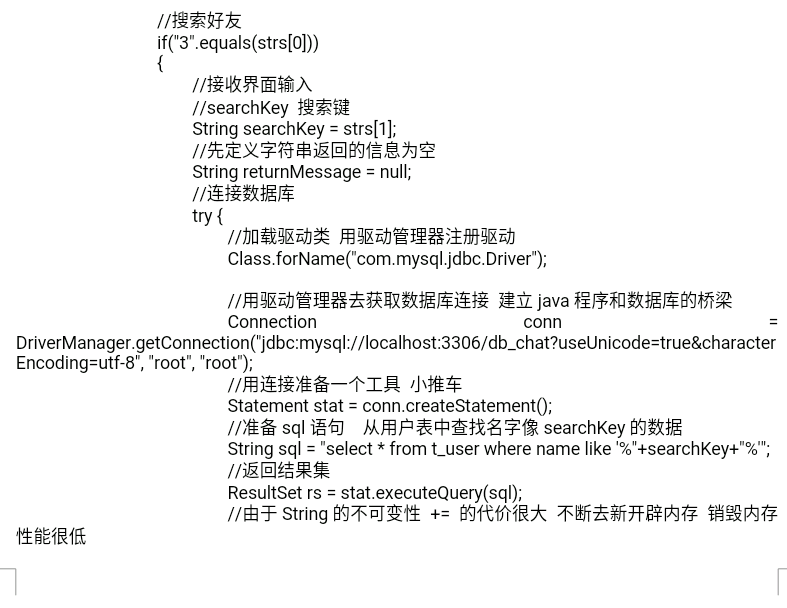 //搜索好友
if("3".equals(strs[0]))
{
//接收界面输入
//searchKey 搜索键
String searchKey = strs[1];
//先定义字符串返回的信息为空
String returnMessage = null;
//连接数据库
try {
//加载驱动类 用驱动管理器注册驱动
Class.forName("com.mysql.jdbc.Driver");
//用驱动管理器去获取数据库连接 建立 java 程序和数据库的桥梁
Connection conn =
DriverManager.getConnection("jdbc:mysql://localhost:3306/db_chat?useUnicode=true&character
Encoding=utf-8", "root", "root");
//用连接准备一个工具 小推车
Statement stat = conn.createStatement();
//准备 sql 语句 从用户表中查找名字像 searchKey 的数据
String sql = "select * from t_user where name like '%"+searchKey+"%'";
//返回结果集
ResultSet rs = stat.executeQuery(sql);
//由于 String 的不可变性 += 的代价很大 不断去新开辟内存 销毁内存
性能很低